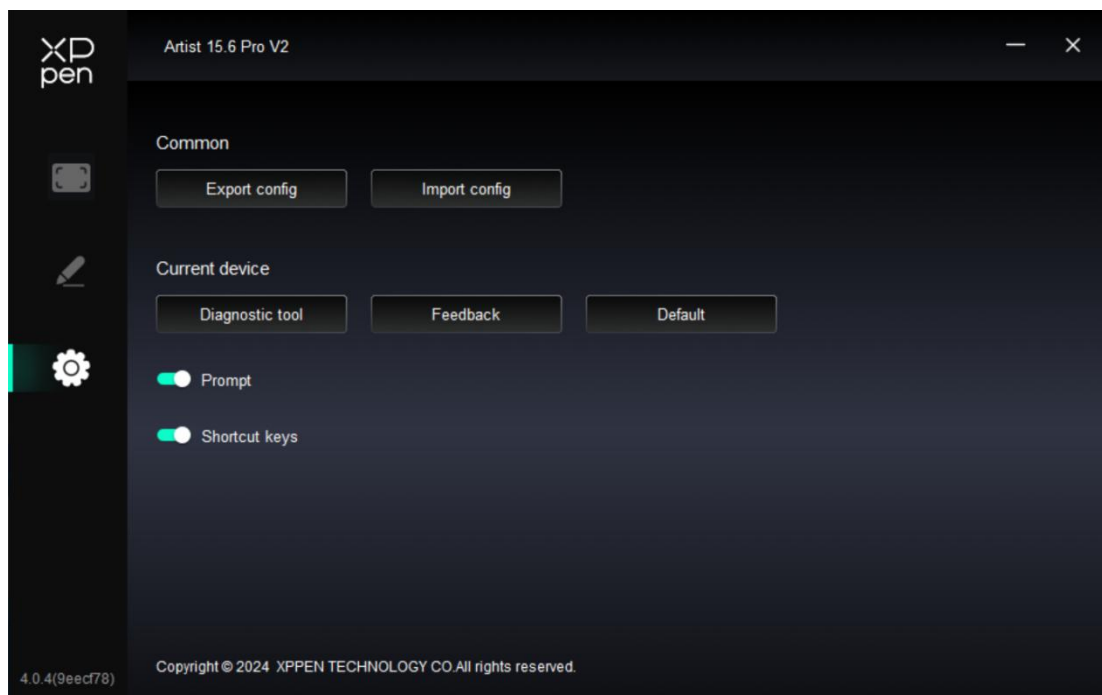 XP
pen
Artist 15.6 Pro V2
Common
Export config Import config
Current device
Diagnostic tool Feedback Default
Prompt
Shortcut keys
Copyright © 2024 XPPEN TECHNOLOGY CO.All rights reserved.
4.0.4(9eecf78)